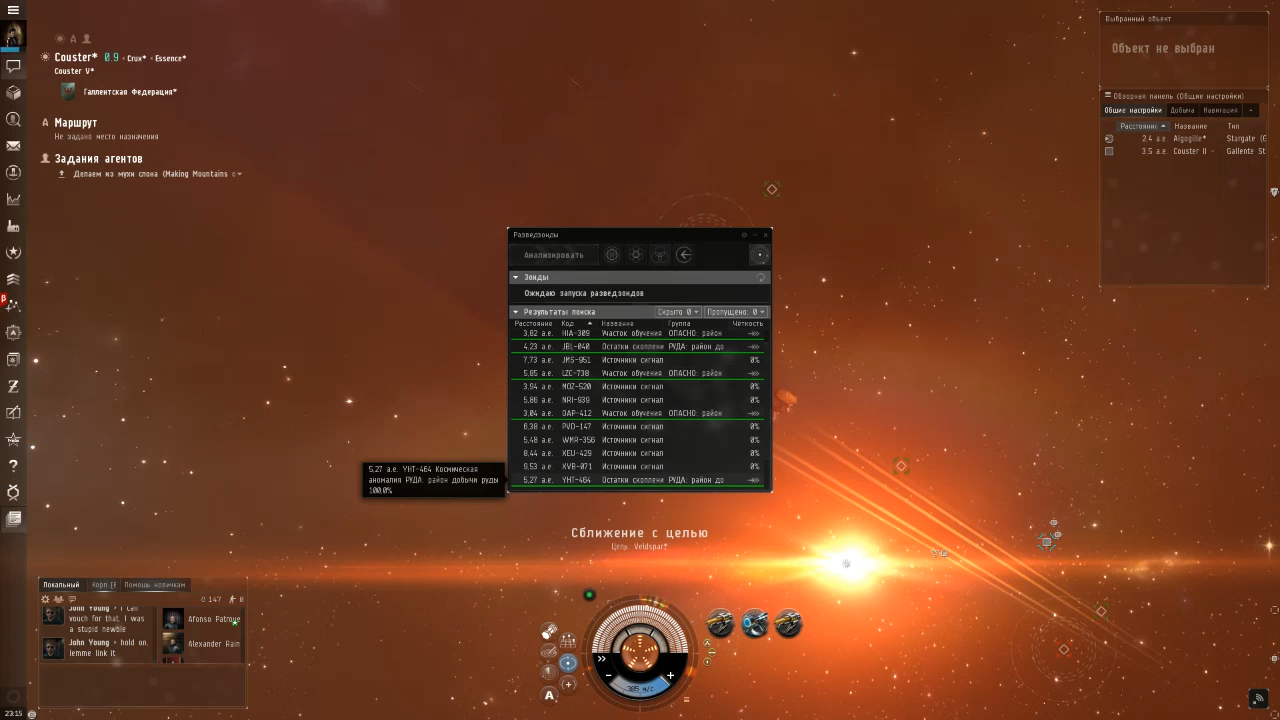 Couster* 0.9 ‹ Crux* ‹ Essence*
Couster V*
Галлентская Федерация*
Маршрут
Не задано место назначения
Задания агентов
Делаем из мухи слона (Making Mountains
Выбранный объект
Объект не выбран
Обзорная панель (Общие настройки)
Общие настройки Добыча Навигация
Расстояние Название Тип
2,4 а.е. Algogille* Stargate (G
3,5 а.е. Couster II - Gallente St
Разведзонды
Анализировать
Зонды
Ожидаю запуска разведзондов
Результаты поиска Скрыто 0 Пропущено: 0
Расстояние Код Названия Группа Чёткость
3,82 а.е. HIA-309 Участок обучения ОПАСНО: район
4,23 а.е. JBL-040 Остатки скоплени РУДА: район до
7,73 а.е. JMS-951 Источники сигнал 0%
5,85 а.е. LZC-738 Участок обучения ОПАСНО: район
3,94 а.е. MOZ-520 Источники сигнал 0%
5,86 а.е. NRI-939 Источники сигнал 0%
3,04 а.е. OAP-412 Участок обучения ОПАСНО: район
6,38 а.е. PVD-147 Источники сигнал 0%
5,48 а.е. WMR-356 Источники сигнал 0%
8,44 а.е. XEU-429 Источники сигнал 0%
9,53 а.е. XVB-071 Источники сигнал 0%
5,27 а.е. YHT-464 Остатки скоплени РУДА: район до
5,27 а.е. YHT-464 Космическая
аномалия РУДА: район добычи руды
100,0%
Сближение с целью
Цель: Veldspar*
Локальный Корп [ Помощь новичкам
147 0
John Young > I can
vouch for that. I was
a stupid newbie
John Young > hold on,
lemme link it
Afonso Patroue
Alexander Rain
385 м/с
A
23:15